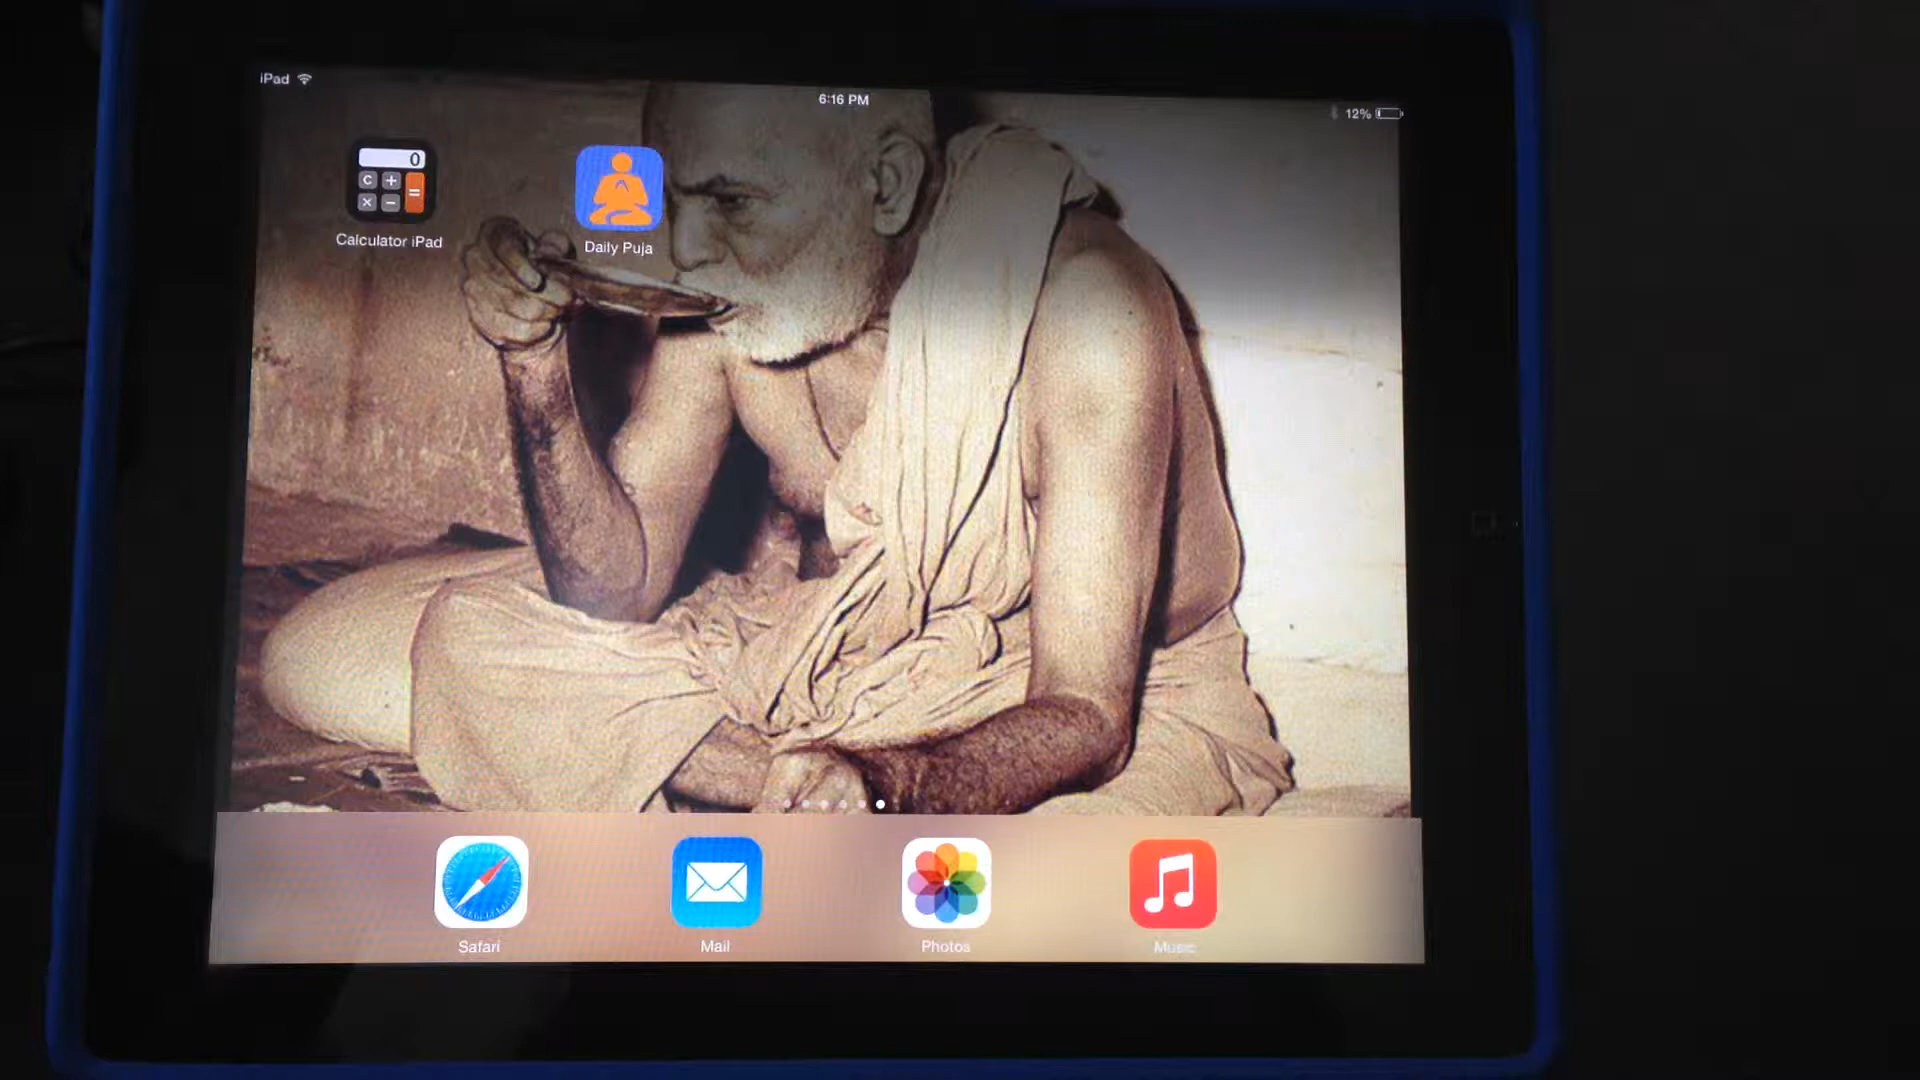 iPad
6:16 PM
12%
0
C + =
× −
Calculator iPad
Daily Puja
Safari
Mail
Photos
Music